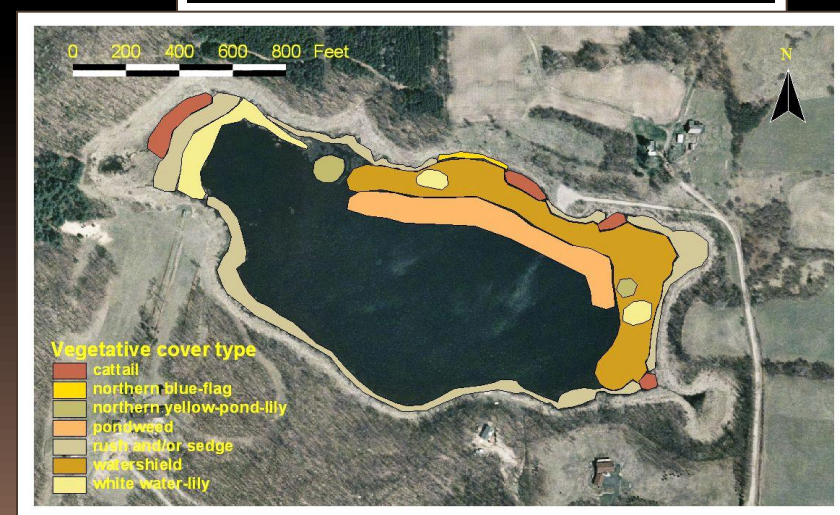 0 200 400 600 800 Feet
N
Vegetative cover type
cattail
northern blue-flag
northern yellow-pond-lily
pondweed
rush and/or sedge
watershield
white water-lily